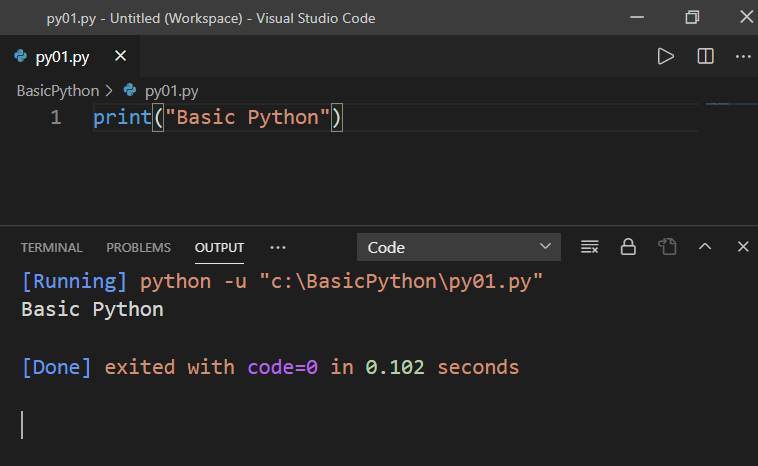 py01.py - Untitled (Workspace) - Visual Studio Code
py01.py
BasicPython > py01.py
1 print("Basic Python")
TERMINAL PROBLEMS OUTPUT ··· Code
[Running] python -u "c:\BasicPython\py01.py"
Basic Python
[Done] exited with code=0 in 0.102 seconds